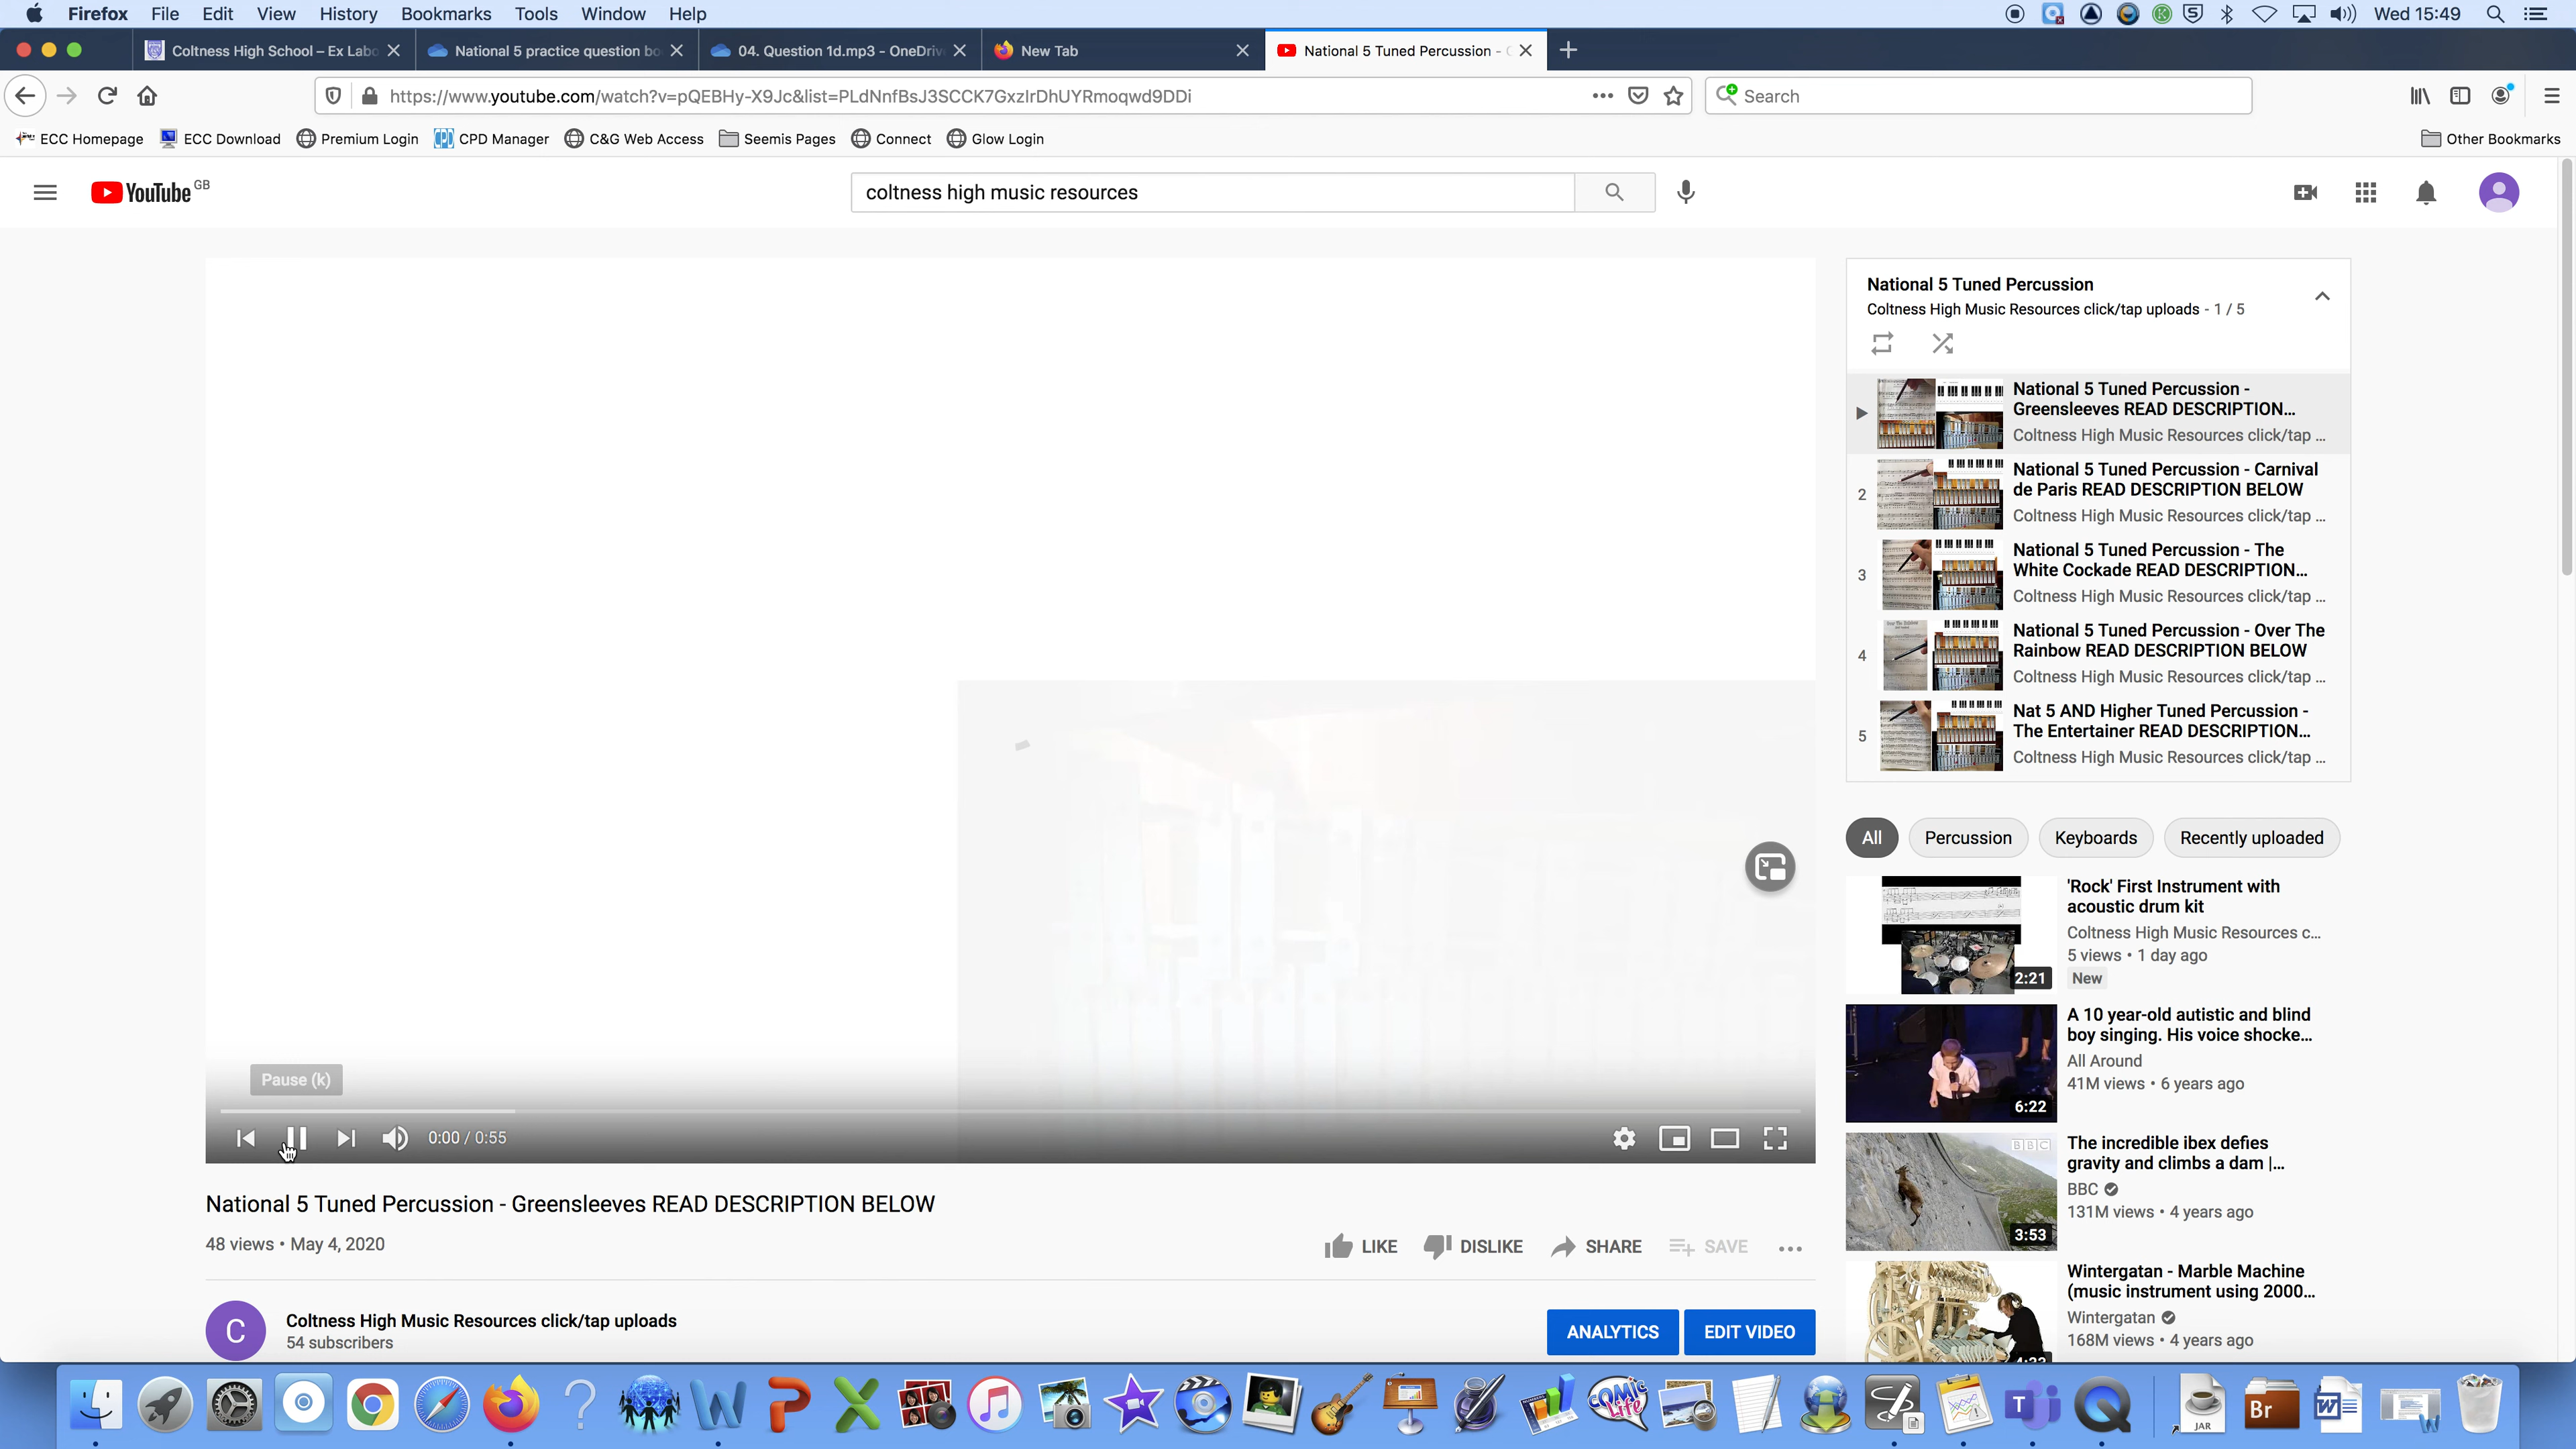 Firefox File Edit View History Bookmarks Tools Window Help
Wed 15:49
Coltness High School – Ex Labo
National 5 practice question bo
04. Question 1d.mp3 - OneDriv
New Tab
National 5 Tuned Percussion -
https://www.youtube.com/watch?v=pQEBHy-X9Jc&list=PLdNnfBsJ3SCCK7GxzIrDhUYRmoqwd9DDi
Search
ECC Homepage
ECC Download
Premium Login
CPD Manager
C&G Web Access
Seemis Pages
Connect
Glow Login
Other Bookmarks
YouTube GB
coltness high music resources
Pause (k)
0:00 / 0:55
National 5 Tuned Percussion - Greensleeves READ DESCRIPTION BELOW
48 views • May 4, 2020
LIKE
DISLIKE
SHARE
SAVE
C
Coltness High Music Resources click/tap uploads
54 subscribers
ANALYTICS
EDIT VIDEO
National 5 Tuned Percussion
Coltness High Music Resources click/tap uploads - 1 / 5
National 5 Tuned Percussion -
Greensleeves READ DESCRIPTION...
Coltness High Music Resources click/tap ...
2
National 5 Tuned Percussion - Carnival
de Paris READ DESCRIPTION BELOW
Coltness High Music Resources click/tap ...
3
National 5 Tuned Percussion - The
White Cockade READ DESCRIPTION...
Coltness High Music Resources click/tap ...
4
National 5 Tuned Percussion - Over The
Rainbow READ DESCRIPTION BELOW
Coltness High Music Resources click/tap ...
5
Nat 5 AND Higher Tuned Percussion -
The Entertainer READ DESCRIPTION...
Coltness High Music Resources click/tap ...
All
Percussion
Keyboards
Recently uploaded
'Rock' First Instrument with
acoustic drum kit
Coltness High Music Resources c...
5 views • 1 day ago
New
2:21
A 10 year-old autistic and blind
boy singing. His voice shocke...
All Around
41M views • 6 years ago
6:22
The incredible ibex defies
gravity and climbs a dam |...
BBC
131M views • 4 years ago
BBC
3:53
Wintergatan - Marble Machine
(music instrument using 2000...
Wintergatan
168M views • 4 years ago
COMIC Life
JAR
Br